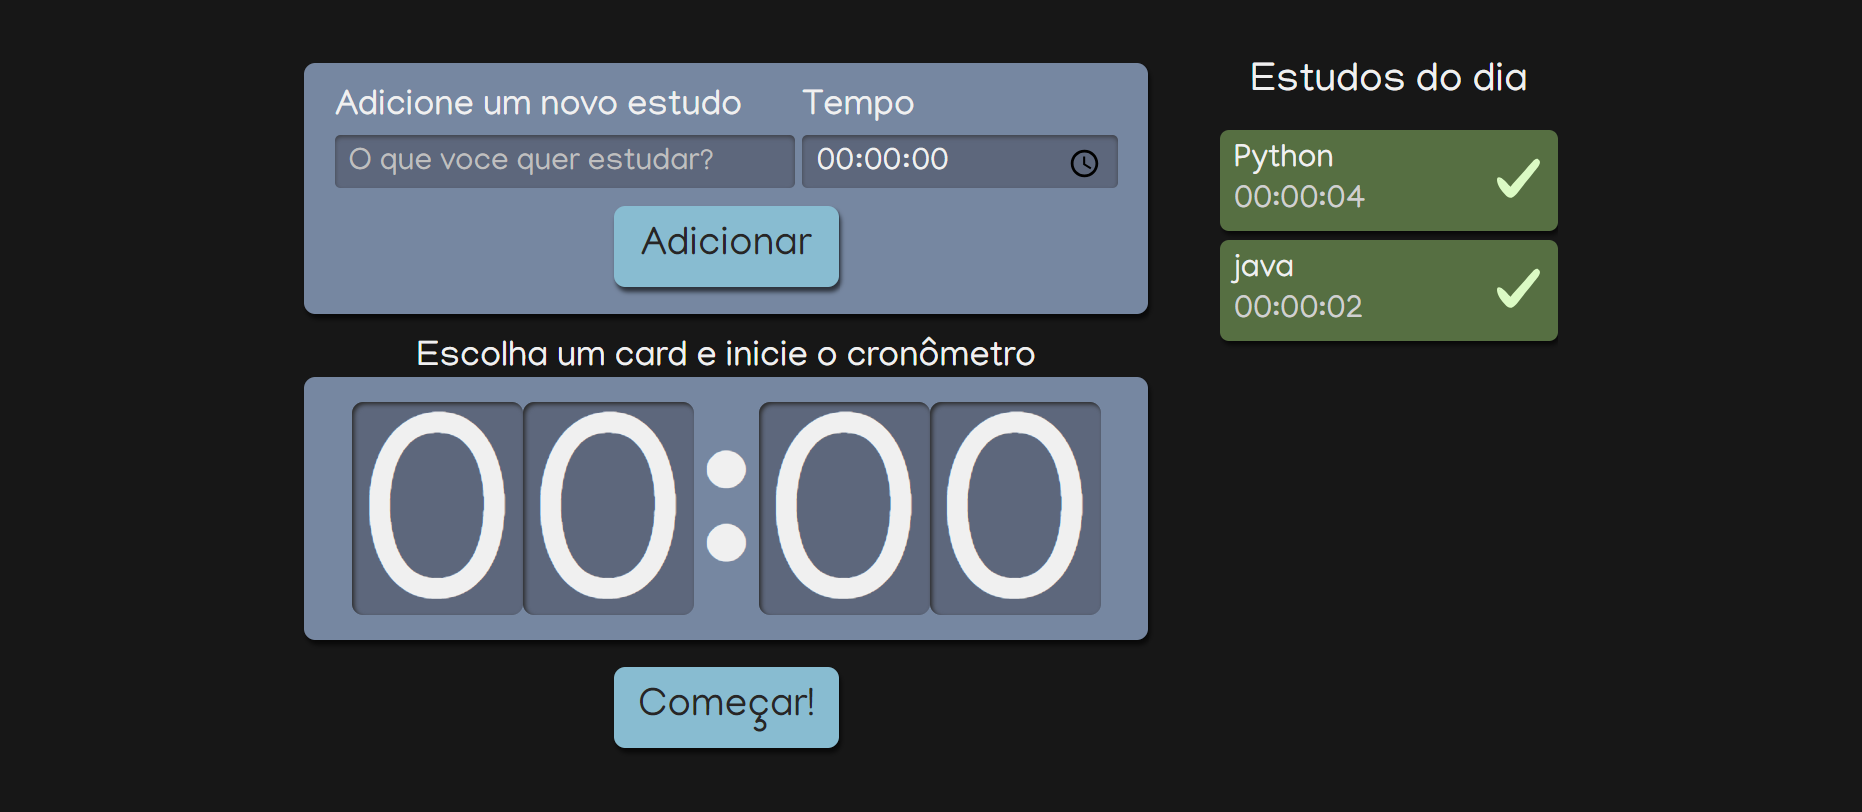 Adicione um novo estudo
Tempo
O que voce quer estudar?
00:00:00
Adicionar
Escolha um card e inicie o cronômetro
00:00
Começar!
Estudos do dia
Python
00:00:04
java
00:00:02